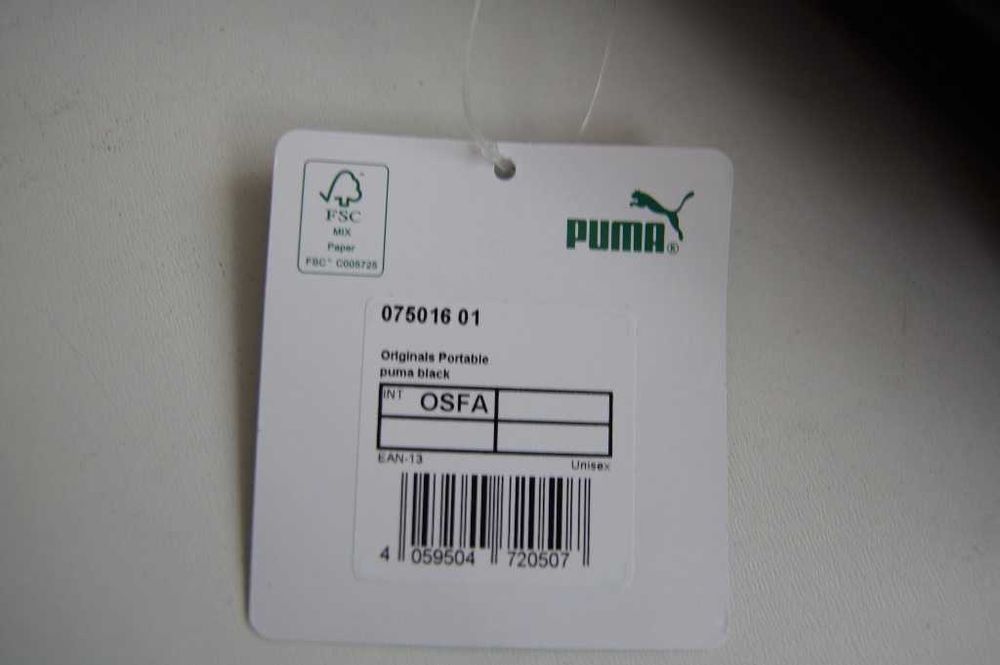 FSC
MIX
Paper
FSC™ C005725
PUMA®
075016 01
Originals Portable
puma black
INT OSFA
EAN-13 Unisex
4 059504 720507